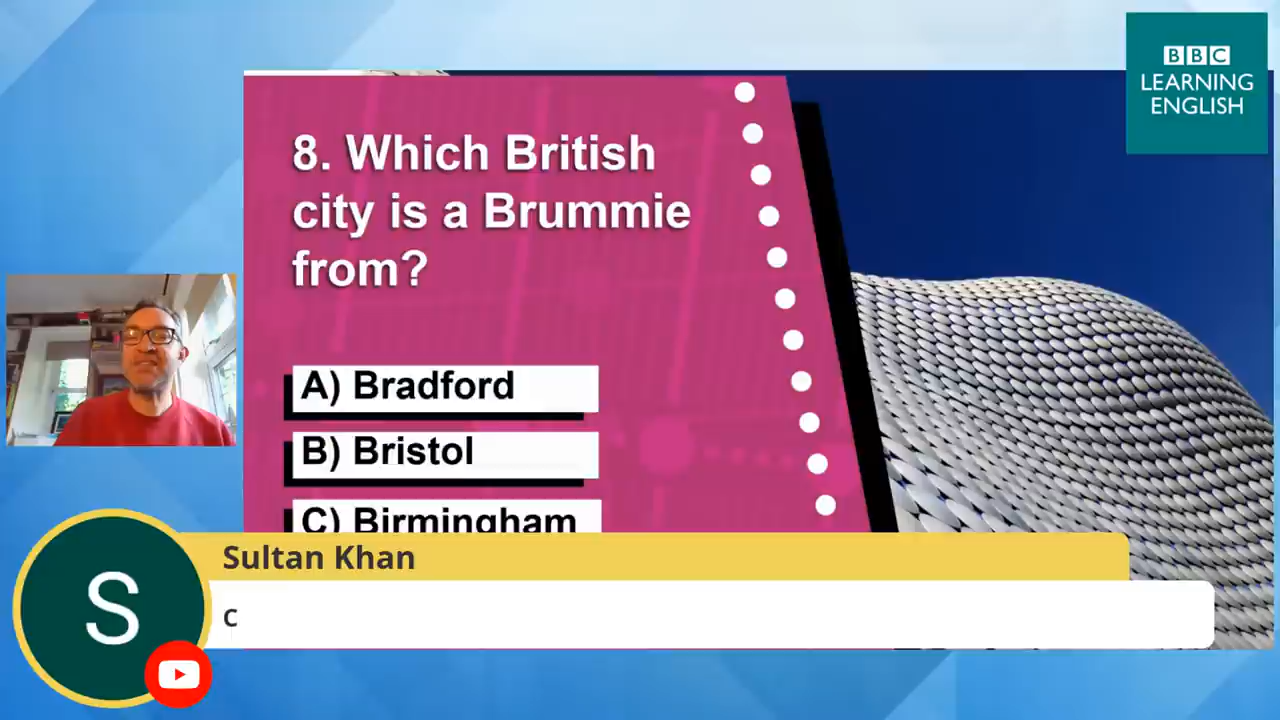 BBC
LEARNING
ENGLISH
8. Which British
city is a Brummie
from?
A) Bradford
B) Bristol
C) Birmingham
Sultan Khan
S
c